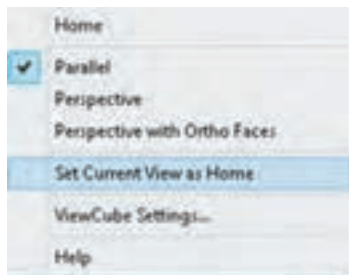 Home
Parallel
Perspective
Perspective with Ortho Faces
Set Current View as Home
ViewCube Settings...
Help